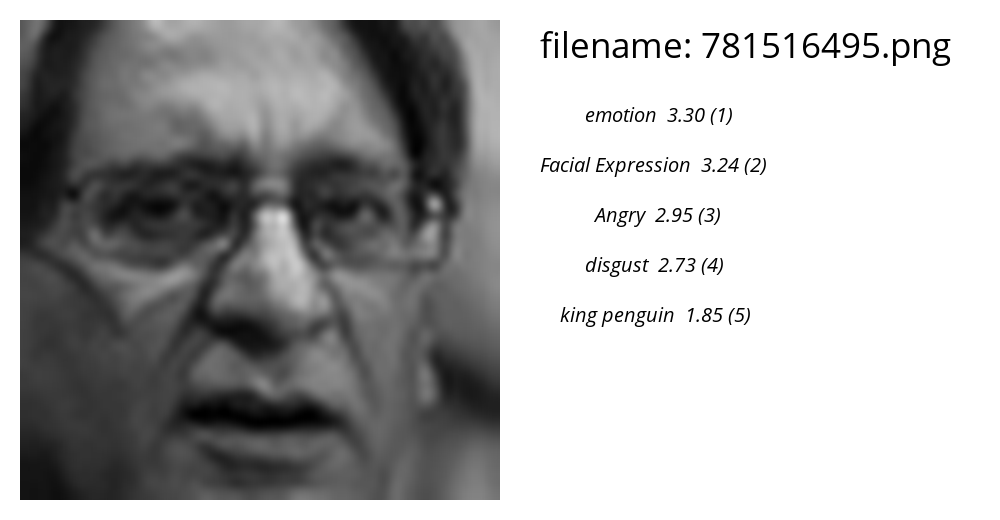 filename: 781516495.png
emotion 3.30 (1)
Facial Expression 3.24 (2)
Angry 2.95 (3)
disgust 2.73 (4)
king penguin 1.85 (5)